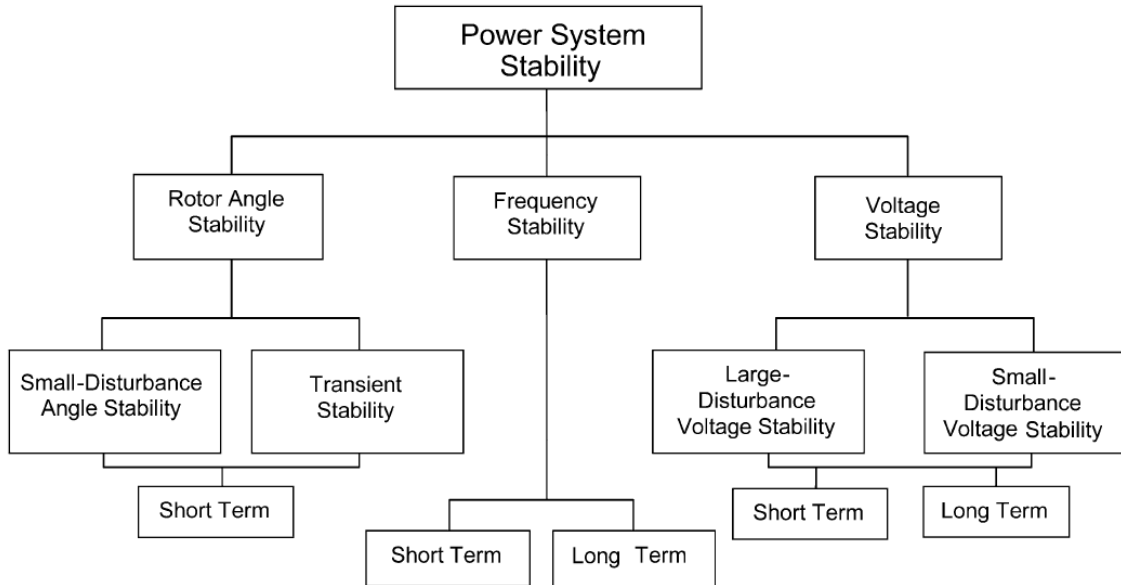 Power System
Stability
Rotor Angle
Stability
Frequency
Stability
Voltage
Stability
Small-Disturbance
Angle Stability
Transient
Stability
Large-
Disturbance
Voltage Stability
Small-
Disturbance
Voltage Stability
Short Term
Short Term
Long Term
Short Term
Long Term